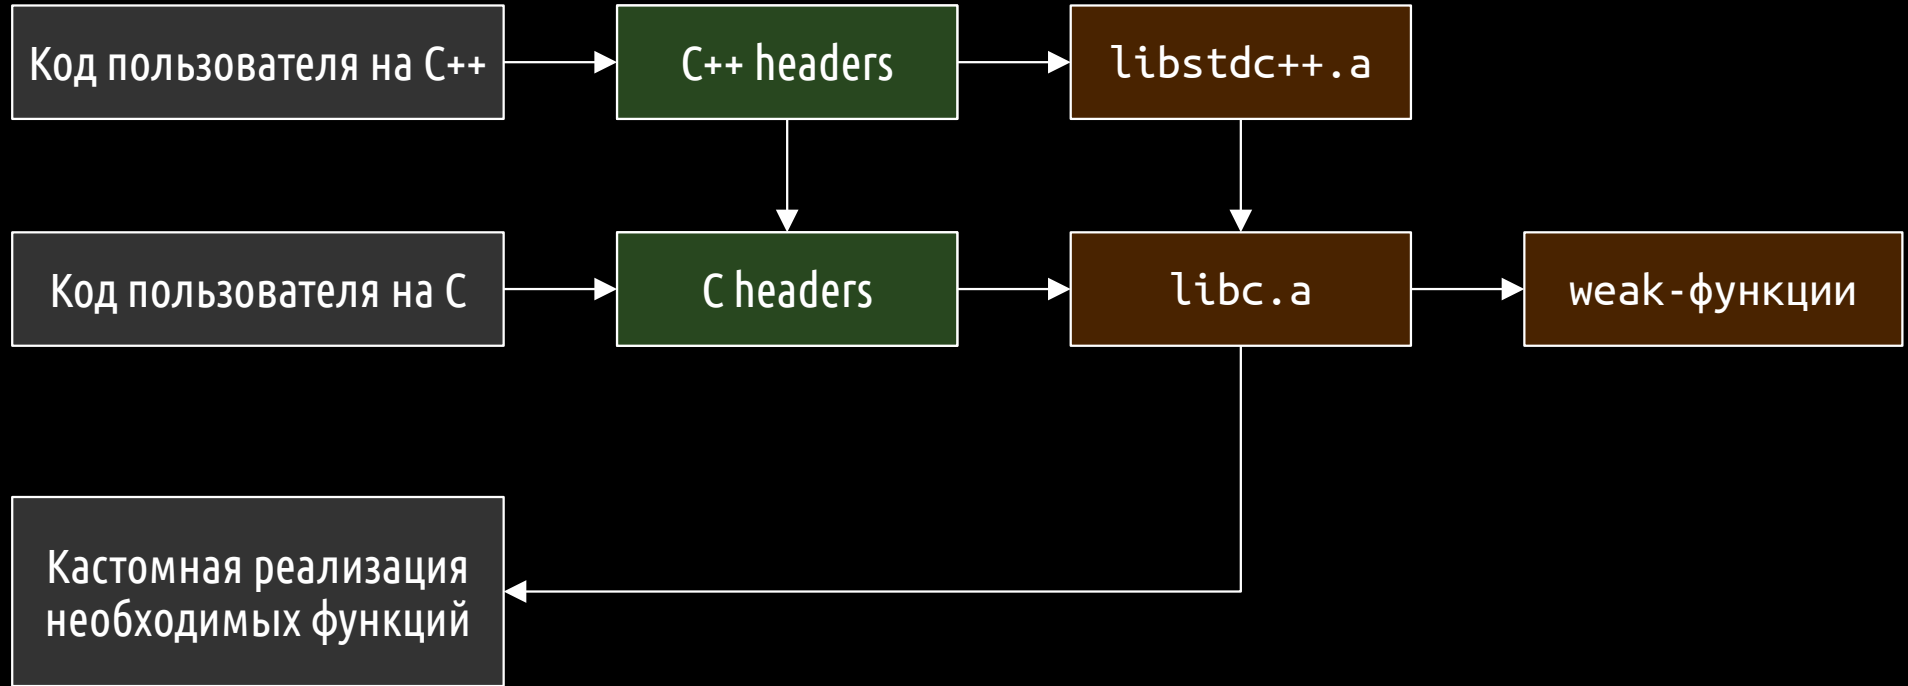 Код пользователя на C++
C++ headers
libstdc++.a
Код пользователя на C
C headers
libc.a
weak-функции
Кастомная реализация
необходимых функций